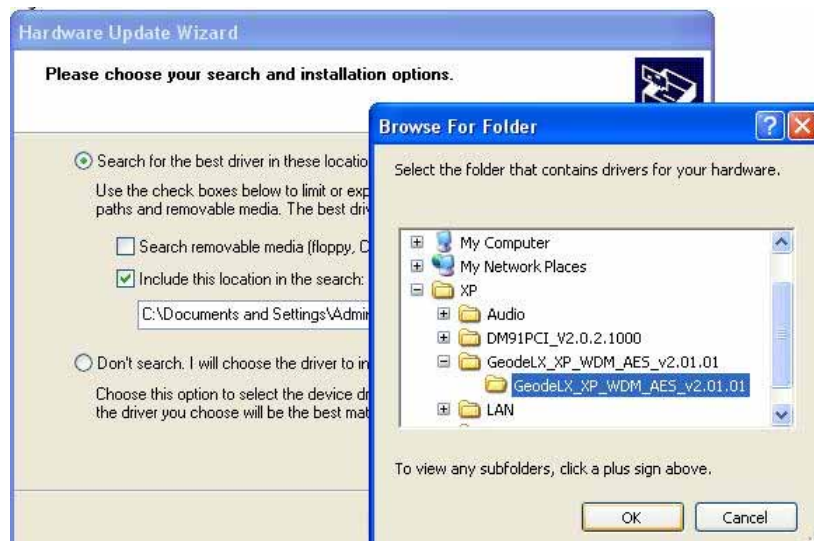 Hardware Update Wizard
Please choose your search and installation options.
Search for the best driver in these locatio
Use the check boxes below to limit or exp
paths and removable media. The best driv
Search removable media (floppy, C
Include this location in the search:
C:\Documents and Settings\Admir
Don't search. I will choose the driver to in
Choose this option to select the device dr
the driver you choose will be the best mat
Browse For Folder
Select the folder that contains drivers for your hardware.
My Computer
My Network Places
XP
Audio
DM91PCI_V2.0.2.1000
GeodeLX_XP_WDM_AES_v2.01.01
GeodeLX_XP_WDM_AES_v2.01.01
LAN
To view any subfolders, click a plus sign above.
OK
Cancel